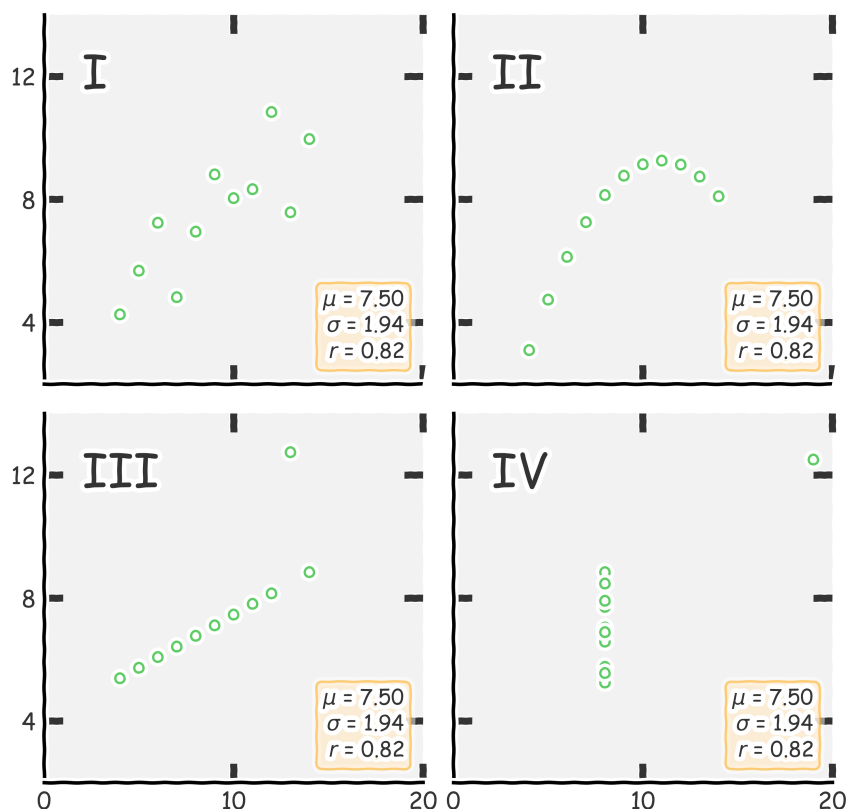 I
12
8
4
μ = 7.50
σ = 1.94
r = 0.82
II
μ = 7.50
σ = 1.94
r = 0.82
III
12
8
4
μ = 7.50
σ = 1.94
r = 0.82
0 10 20
IV
μ = 7.50
σ = 1.94
r = 0.82
0 10 20